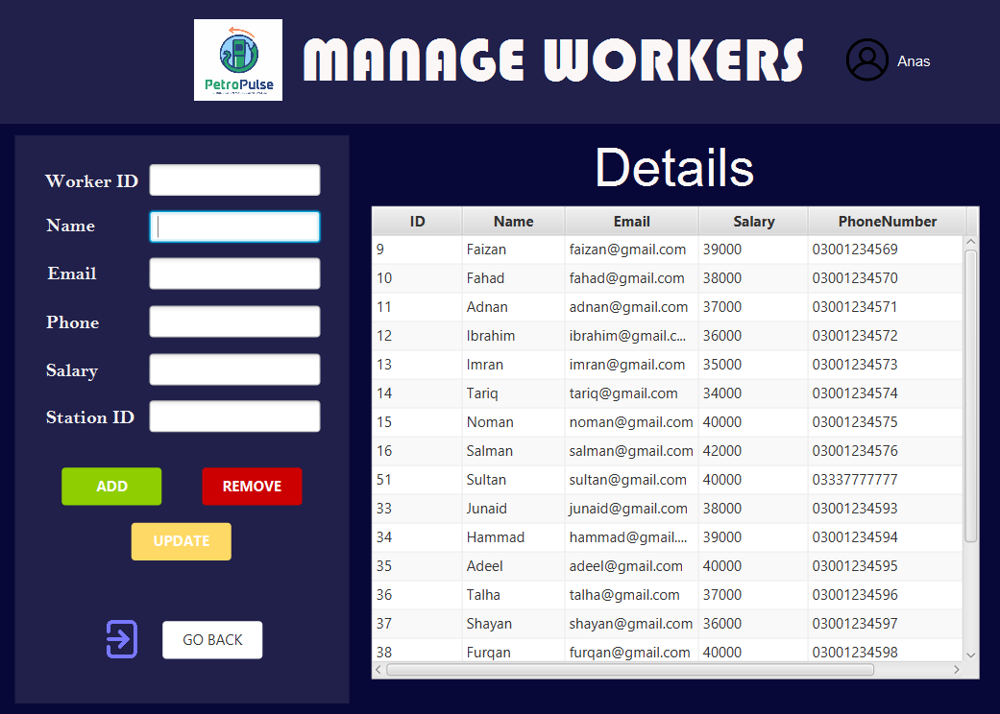 PetroPulse
MANAGE WORKERS
Anas
Worker ID
Name
Email
Phone
Salary
Station ID
ADD
REMOVE
UPDATE
GO BACK
Details
ID Name Email Salary PhoneNumber
9 Faizan faizan@gmail.com 39000 03001234569
10 Fahad fahad@gmail.com 38000 03001234570
11 Adnan adnan@gmail.com 37000 03001234571
12 Ibrahim ibrahim@gmail.c... 36000 03001234572
13 Imran imran@gmail.com 35000 03001234573
14 Tariq tariq@gmail.com 34000 03001234574
15 Noman noman@gmail.com 40000 03001234575
16 Salman salman@gmail.com 42000 03001234576
51 Sultan sultan@gmail.com 40000 03337777777
33 Junaid junaid@gmail.com 38000 03001234593
34 Hammad hammad@gmail.... 39000 03001234594
35 Adeel adeel@gmail.com 40000 03001234595
36 Talha talha@gmail.com 37000 03001234596
37 Shayan shayan@gmail.com 36000 03001234597
38 Furqan furqan@gmail.com 40000 03001234598